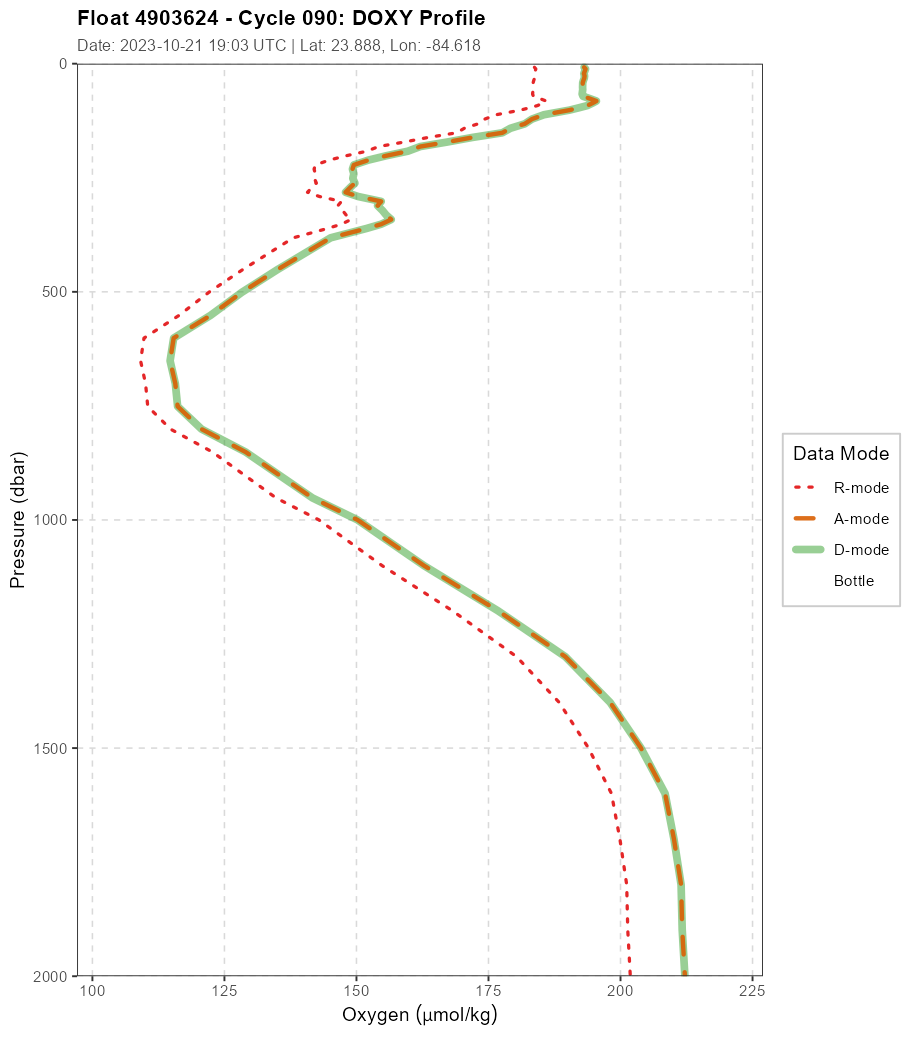 Float 4903624 - Cycle 090: DOXY Profile
Date: 2023-10-21 19:03 UTC | Lat: 23.888, Lon: -84.618
0
500
1000
1500
2000
Pressure (dbar)
100 125 150 175 200 225
Oxygen (µmol/kg)
Data Mode
R-mode
A-mode
D-mode
Bottle